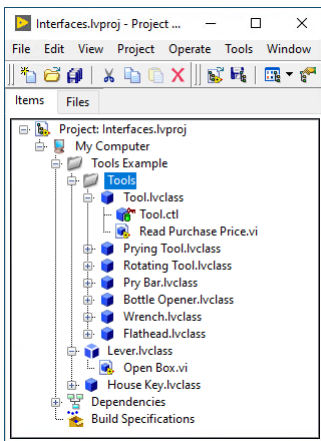 Interfaces.lvproj - Project ...
File Edit View Project Operate Tools Window
Items Files
Project: Interfaces.lvproj
My Computer
Tools Example
Tools
Tool.lvclass
Tool.ctl
Read Purchase Price.vi
Prying Tool.lvclass
Rotating Tool.lvclass
Pry Bar.lvclass
Bottle Opener.lvclass
Wrench.lvclass
Flathead.lvclass
Lever.lvclass
Open Box.vi
House Key.lvclass
Dependencies
Build Specifications